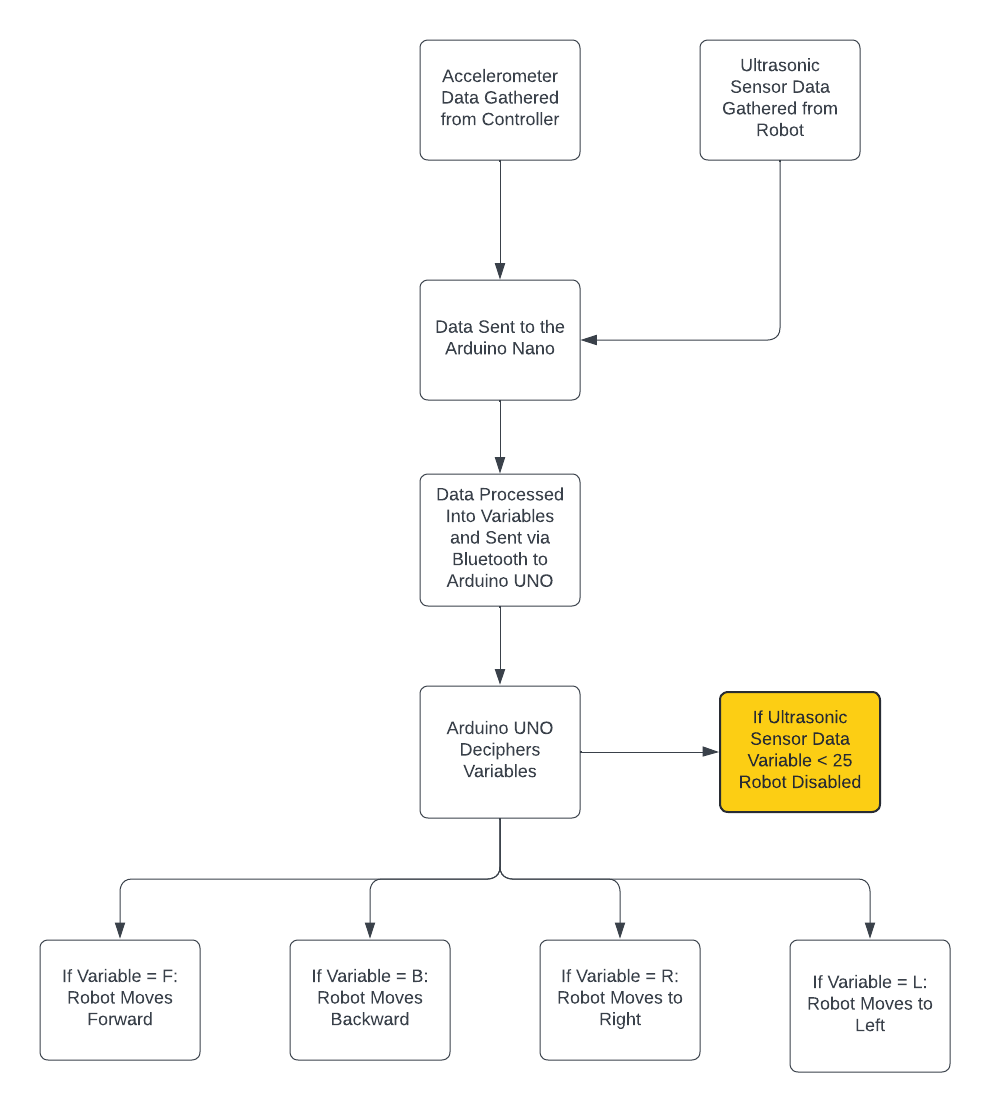 Accelerometer
Data Gathered
from Controller
Ultrasonic
Sensor Data
Gathered from
Robot
Data Sent to the
Arduino Nano
Data Processed
Into Variables
and Sent via
Bluetooth to
Arduino UNO
Arduino UNO
Deciphers
Variables
If Ultrasonic
Sensor Data
Variable < 25
Robot Disabled
If Variable = F:
Robot Moves
Forward
If Variable = B:
Robot Moves
Backward
If Variable = R:
Robot Moves to
Right
If Variable = L:
Robot Moves to
Left